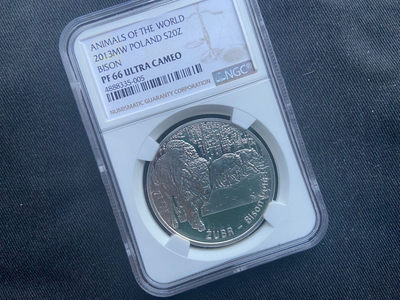 ANIMALS OF THE WORLD
2013MW POLAND S20Z
BISON
PF 66 ULTRA CAMEO
4888335-005
NGC
NUMISMATIC GUARANTY CORPORATION
ŻUBR - Bison